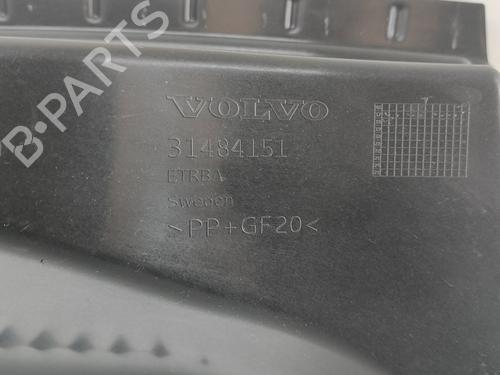 B-PARTS
VOLVO
31484151
ETRBA
Sweden
>PP+GF20<